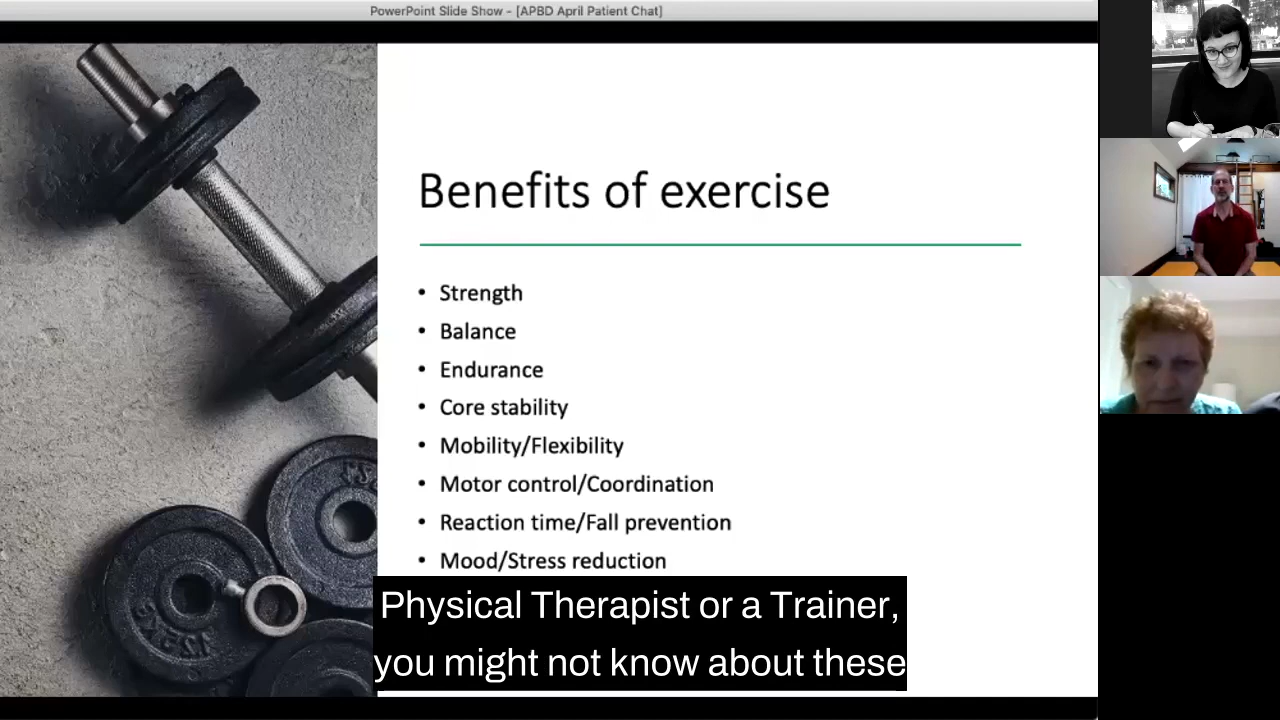 PowerPoint Slide Show - [APBD April Patient Chat]
Benefits of exercise
• Strength
• Balance
• Endurance
• Core stability
• Mobility/Flexibility
• Motor control/Coordination
• Reaction time/Fall prevention
• Mood/Stress reduction
Physical Therapist or a Trainer,
you might not know about these